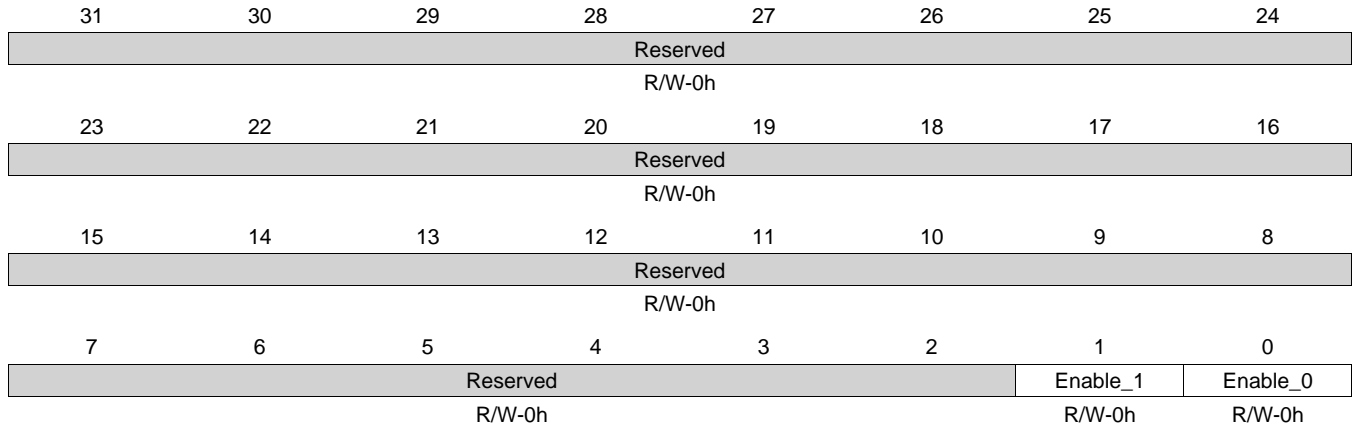 31 30 29 28 27 26 25 24
Reserved
R/W-0h
23 22 21 20 19 18 17 16
Reserved
R/W-0h
15 14 13 12 11 10 9 8
Reserved
R/W-0h
7 6 5 4 3 2 1 0
Reserved Enable_1 Enable_0
R/W-0h R/W-0h R/W-0h